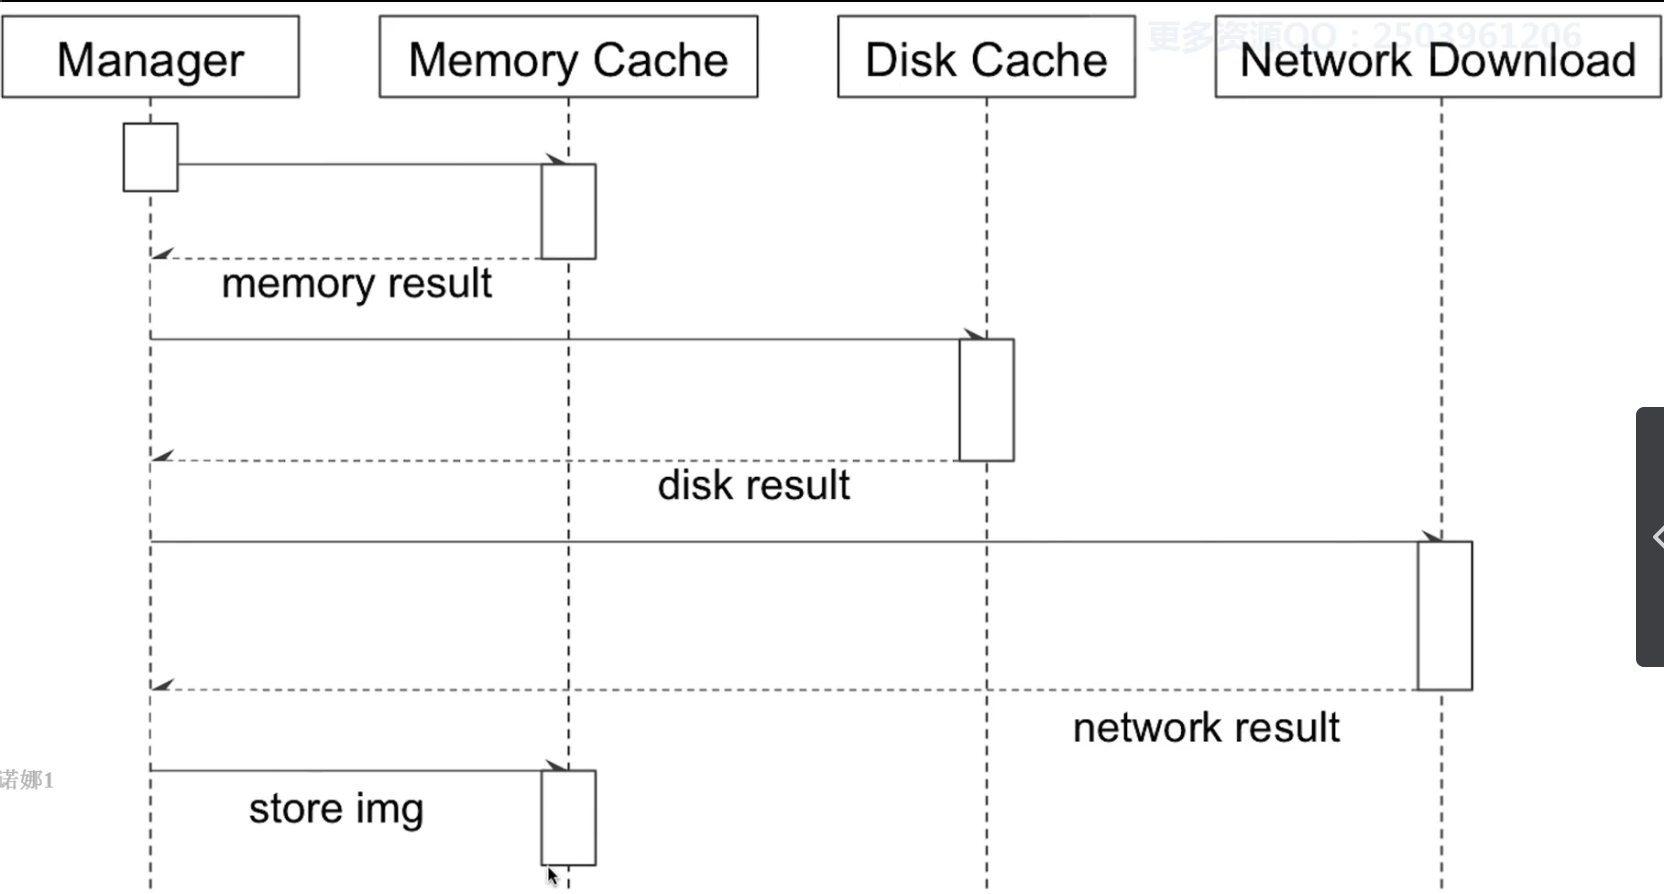 更多资源QQ：2503961206
Manager
Memory Cache
Disk Cache
Network Download
memory result
disk result
network result
诺娜1
store img